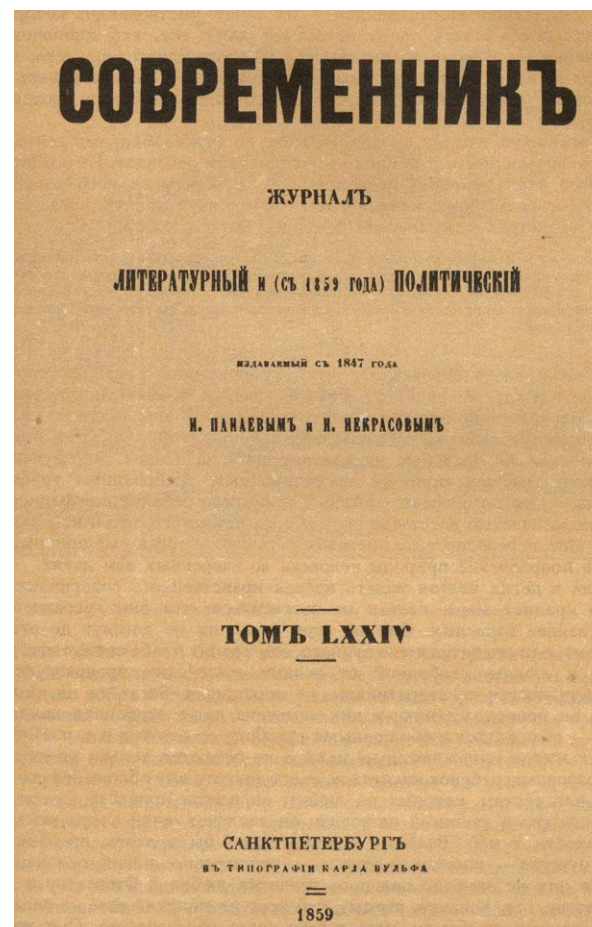 СОВРЕМЕННИКЪ
ЖУРНАЛЪ
ЛИТЕРАТУРНЫЙ и (съ 1859 года) ПОЛИТИЧЕСКІЙ
ИЗДАВАЕМЫЙ СЪ 1847 ГОДА
И. ПАНАЕВЫМЪ и Н. НЕКРАСОВЫМЪ
ТОМЪ LXXIV
САНКТПЕТЕРБУРГЪ
ВЪ ТИПОГРАФІИ КАРЛА ВУЛЬФА
1859